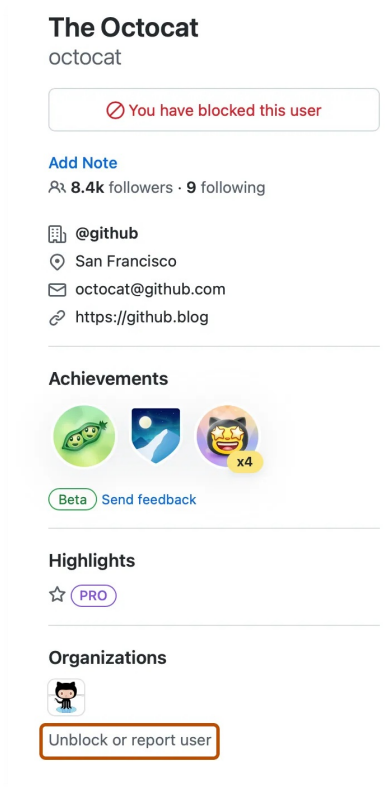 The Octocat
octocat
You have blocked this user
Add Note
8.4k followers · 9 following
@github
San Francisco
octocat@github.com
https://github.blog
Achievements
x4
Beta Send feedback
Highlights
PRO
Organizations
Unblock or report user